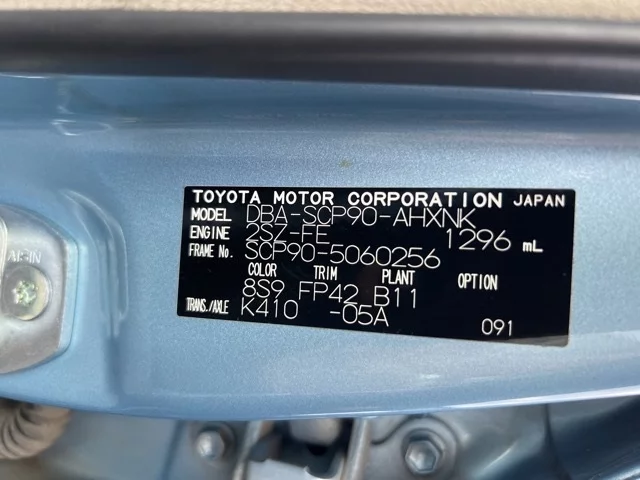 TOYOTA MOTOR CORPORATION JAPAN
MODEL DBA-SCP90-AHXNK
ENGINE 2SZ-FE 1296 mL
FRAME No. SCP90-5060256
COLOR TRIM PLANT OPTION
8S9 FP42 B11
TRANS./AXLE K410 -05A 091
AISIN